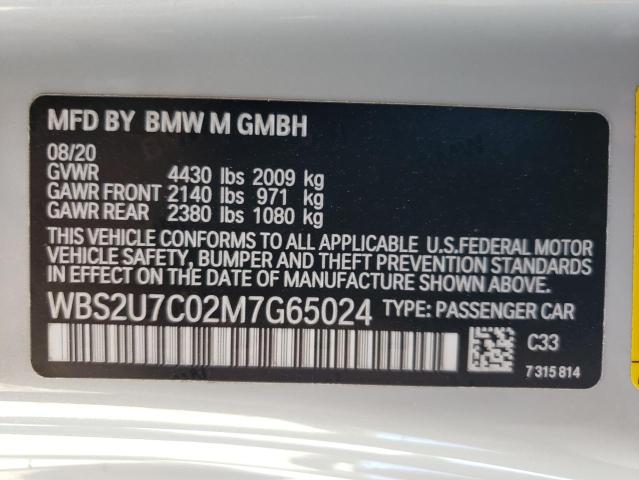 MFD BY BMW M GMBH
08/20
GVWR 4430 lbs 2009 kg
GAWR FRONT 2140 lbs 971 kg
GAWR REAR 2380 lbs 1080 kg
THIS VEHICLE CONFORMS TO ALL APPLICABLE U.S.FEDERAL MOTOR
VEHICLE SAFETY, BUMPER AND THEFT PREVENTION STANDARDS
IN EFFECT ON THE DATE OF MANUFACTURE SHOWN ABOVE.
WBS2U7C02M7G65024 TYPE: PASSENGER CAR
C33
7 315 814